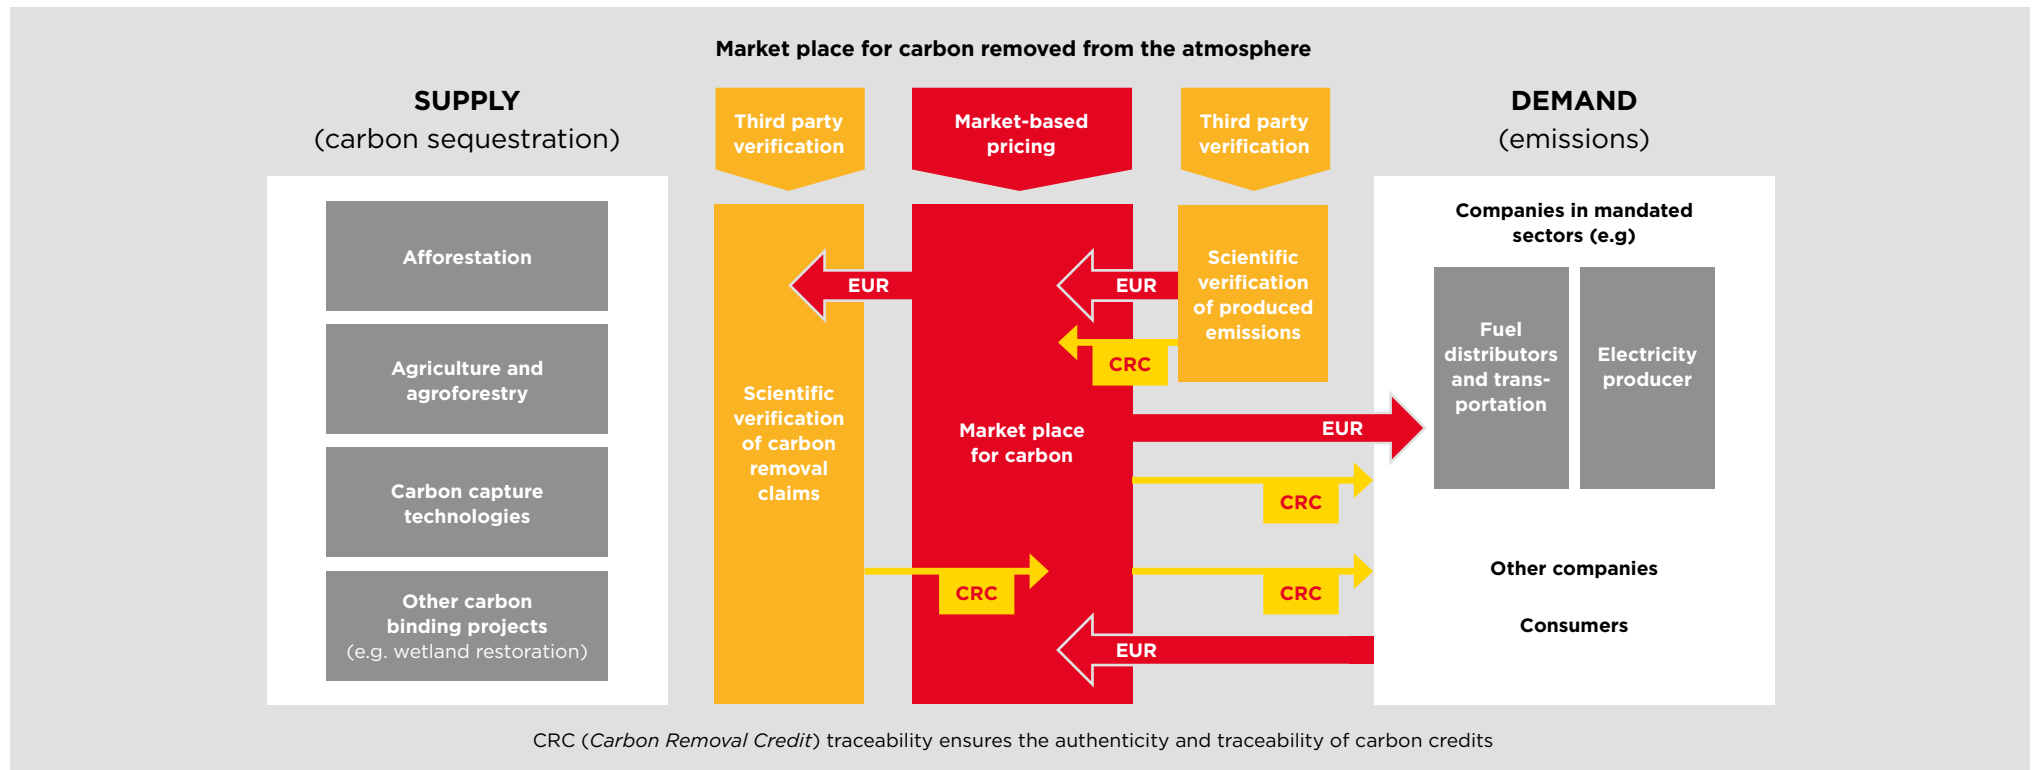 Market place for carbon removed from the atmosphere
SUPPLY
(carbon sequestration)
Afforestation
Agriculture and
agroforestry
Carbon capture
technologies
Other carbon
binding projects
(e.g. wetland restoration)
Third party
verification
Scientific
verification
of carbon
removal
claims
Market-based
pricing
EUR
Market place
for carbon
CRC
Third party
verification
Scientific
verification
of produced
emissions
EUR
CRC
EUR
CRC
CRC
EUR
DEMAND
(emissions)
Companies in mandated
sectors (e.g)
Fuel
distributors
and trans-
portation
Electricity
producer
Other companies
Consumers
CRC (Carbon Removal Credit) traceability ensures the authenticity and traceability of carbon credits